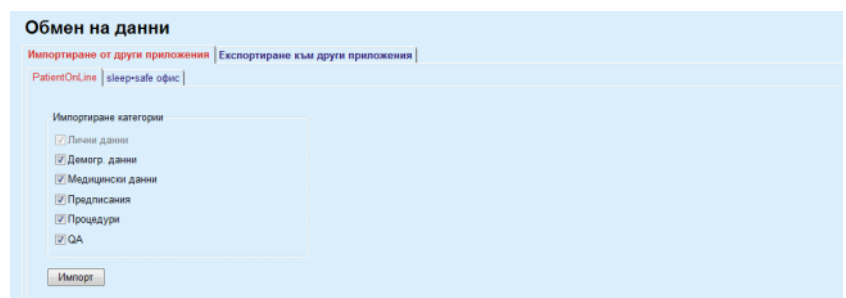 Обмен на данни
Импортиране от други приложения Експортиране към други приложения
PatientOnLine sleep•safe офис
Импортиране категории
Лични данни
Демогр. данни
Медицински данни
Предписания
Процедури
QA
Импорт